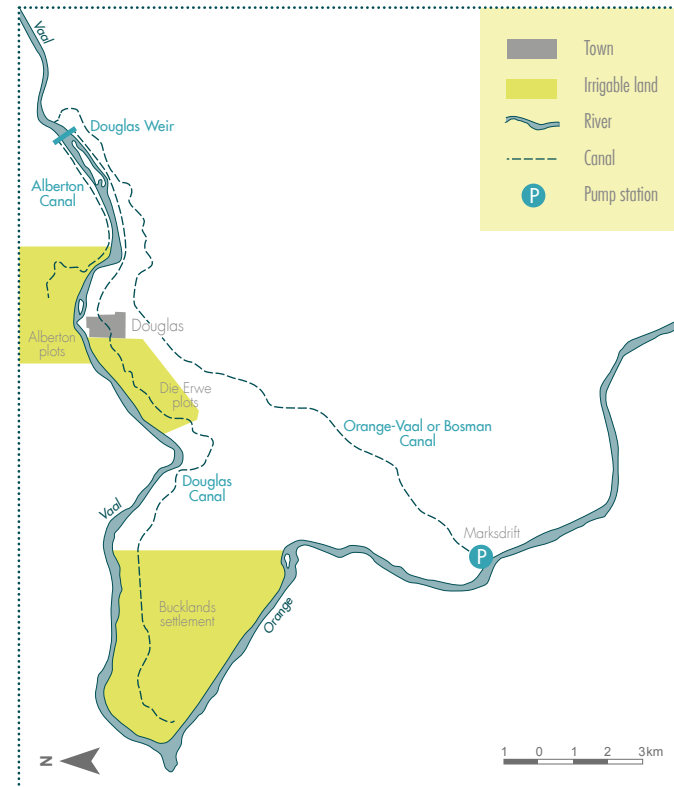 Vaal
Town
Irrigable land
River
Canal
P
Pump station
Douglas Weir
Alberton
Canal
Douglas
Alberton
plots
Die Erwe
plots
Orange-Vaal or Bosman
Canal
Douglas
Canal
Vaal
Marksdrift
P
Bucklands
settlement
Orange
N
1 0 1 2 3km